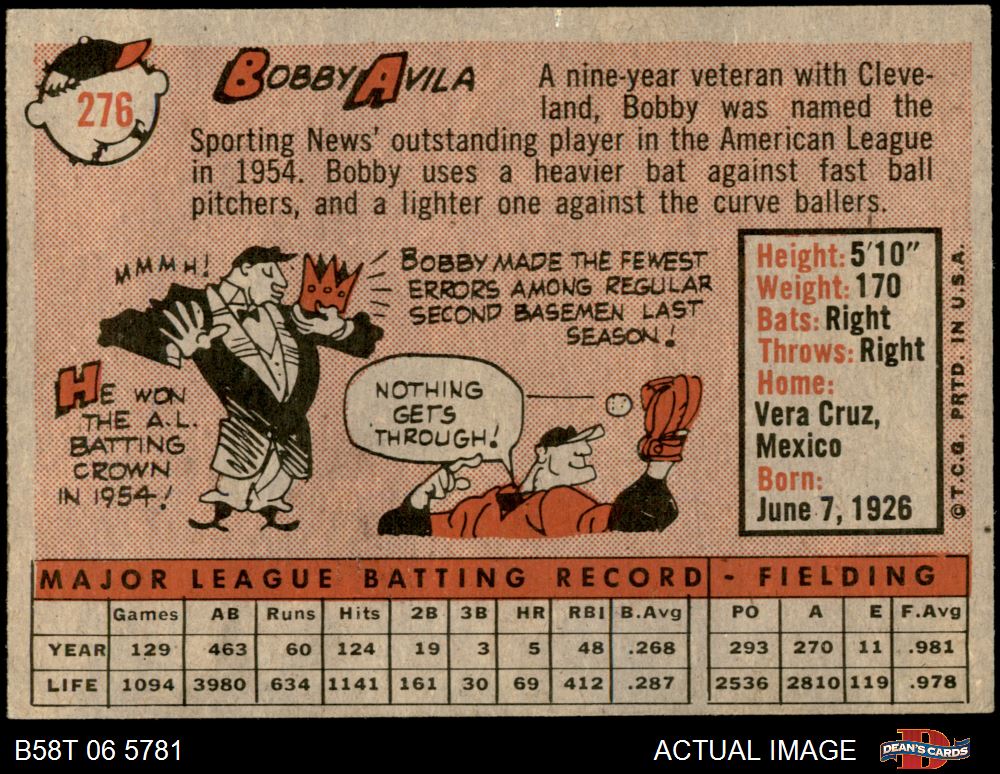 276
BOBBY AVILA
A nine-year veteran with Cleve-
land, Bobby was named the
Sporting News' outstanding player in the American League
in 1954. Bobby uses a heavier bat against fast ball
pitchers, and a lighter one against the curve ballers.
MMMH!
HE WON
THE A.L.
BATTING
CROWN
IN 1954!
BOBBY MADE THE FEWEST
ERRORS AMONG REGULAR
SECOND BASEMEN LAST
SEASON!
NOTHING
GETS
THROUGH!
Height: 5'10"
Weight: 170
Bats: Right
Throws: Right
Home:
Vera Cruz,
Mexico
Born:
June 7, 1926
© T.C.G. PRTD. IN U.S.A.
MAJOR LEAGUE BATTING RECORD - FIELDING
Games AB Runs Hits 2B 3B HR RBI B.Avg PO A E F.Avg
YEAR 129 463 60 124 19 3 5 48 .268 293 270 11 .981
LIFE 1094 3980 634 1141 161 30 69 412 .287 2536 2810 119 .978
B58T 06 5781
ACTUAL IMAGE
DEAN'S CARDS